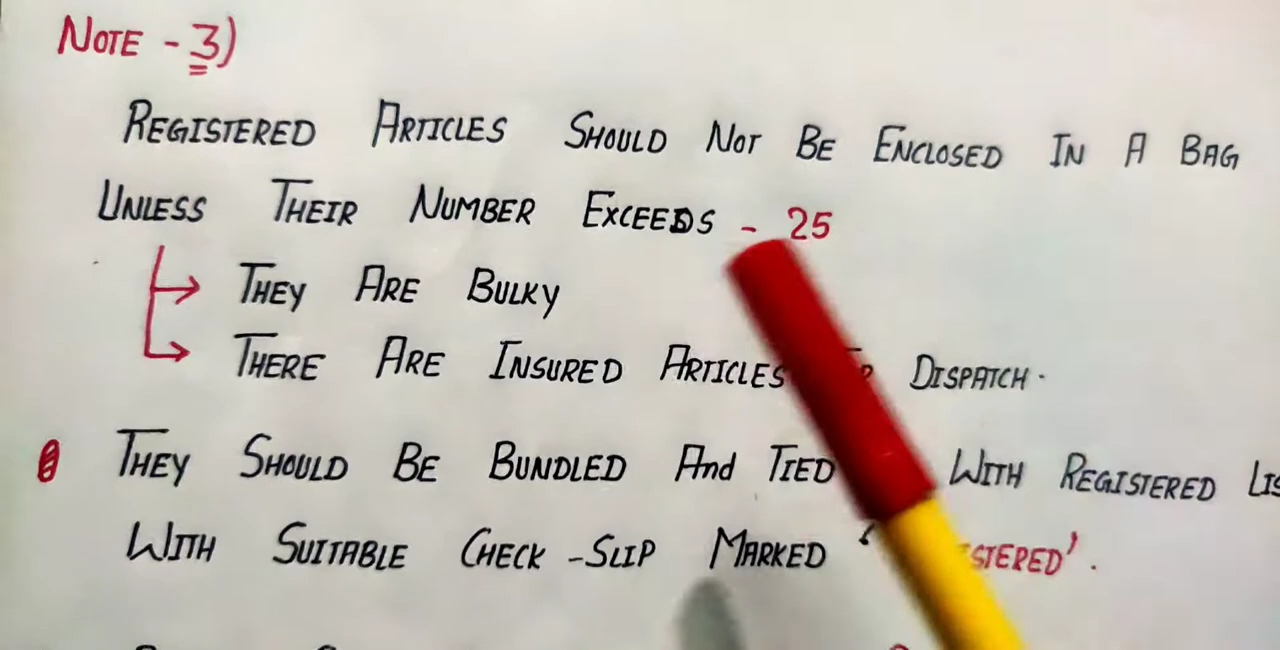 NOTE - 3)
REGISTERED ARTICLES SHOULD NOT BE ENCLOSED IN A BAG
UNLESS THEIR NUMBER EXCEEDS - 25
THEY ARE BULKY
THERE ARE INSURED ARTICLES DISPATCH.
THEY SHOULD BE BUNDLED And TIED WITH REGISTERED
WITH SUITABLE CHECK-SLIP MARKED